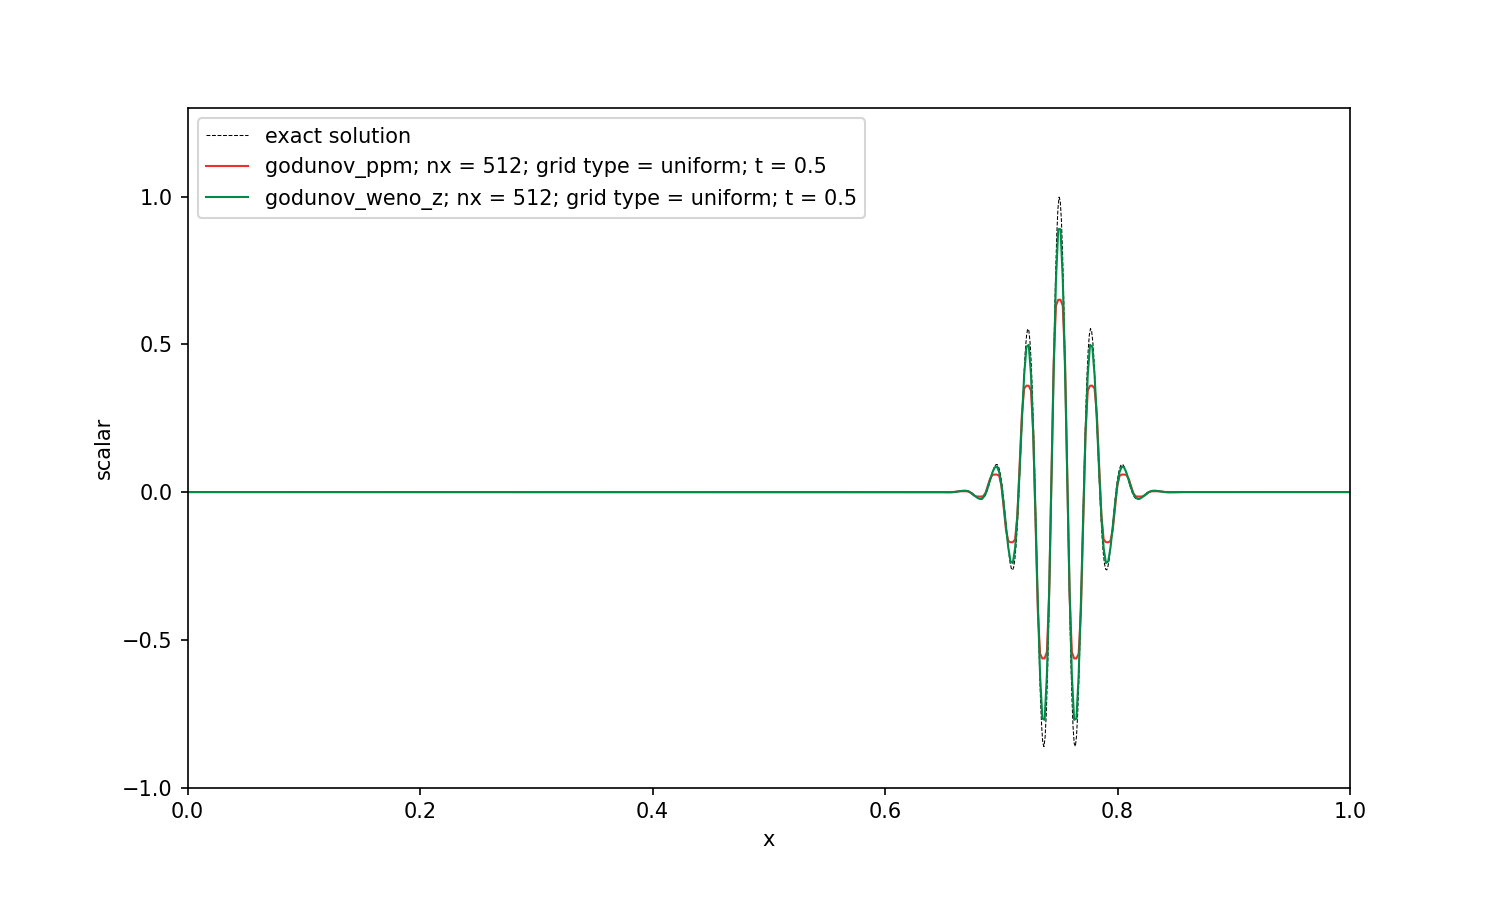 exact solution
godunov_ppm; nx = 512; grid type = uniform; t = 0.5
godunov_weno_z; nx = 512; grid type = uniform; t = 0.5
1.0
0.5
0.0
−0.5
−1.0
scalar
0.0 0.2 0.4 0.6 0.8 1.0
x